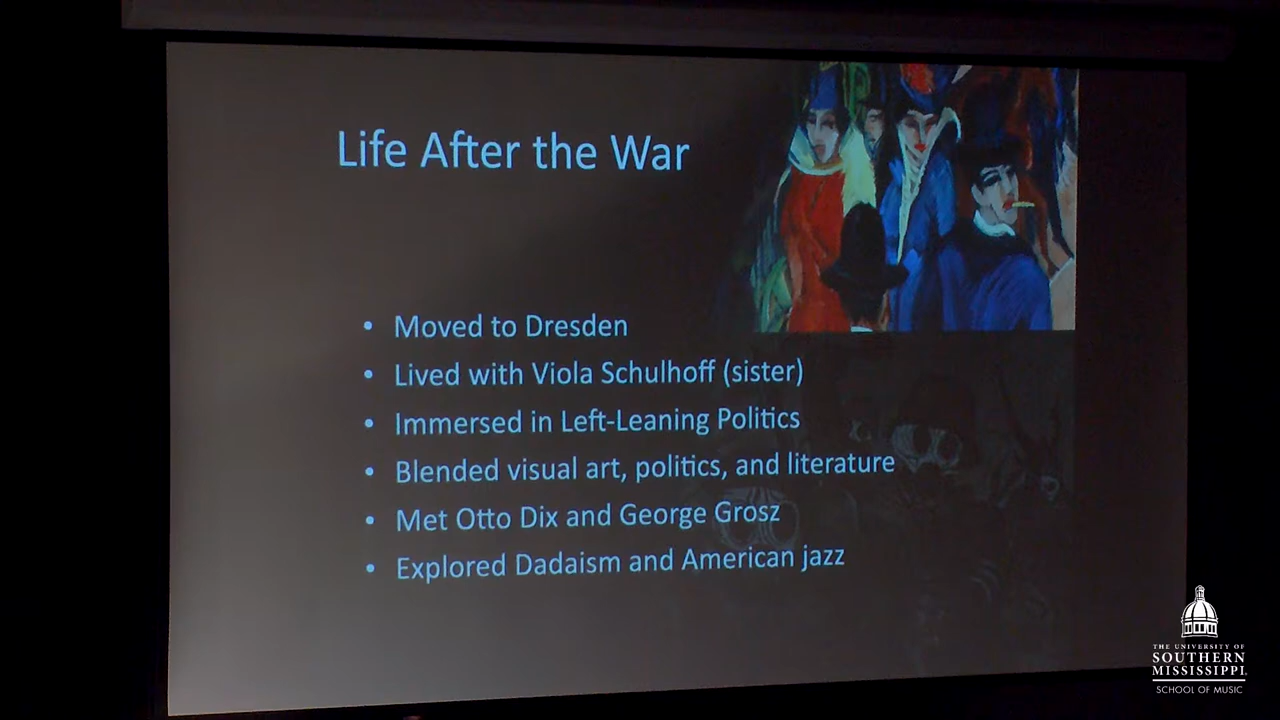 Life After the War
• Moved to Dresden
• Lived with Viola Schulhoff (sister)
• Immersed in Left-Leaning Politics
• Blended visual art, politics, and literature
• Met Otto Dix and George Grosz
• Explored Dadaism and American jazz
THE UNIVERSITY OF
SOUTHERN
MISSISSIPPI.
SCHOOL OF MUSIC